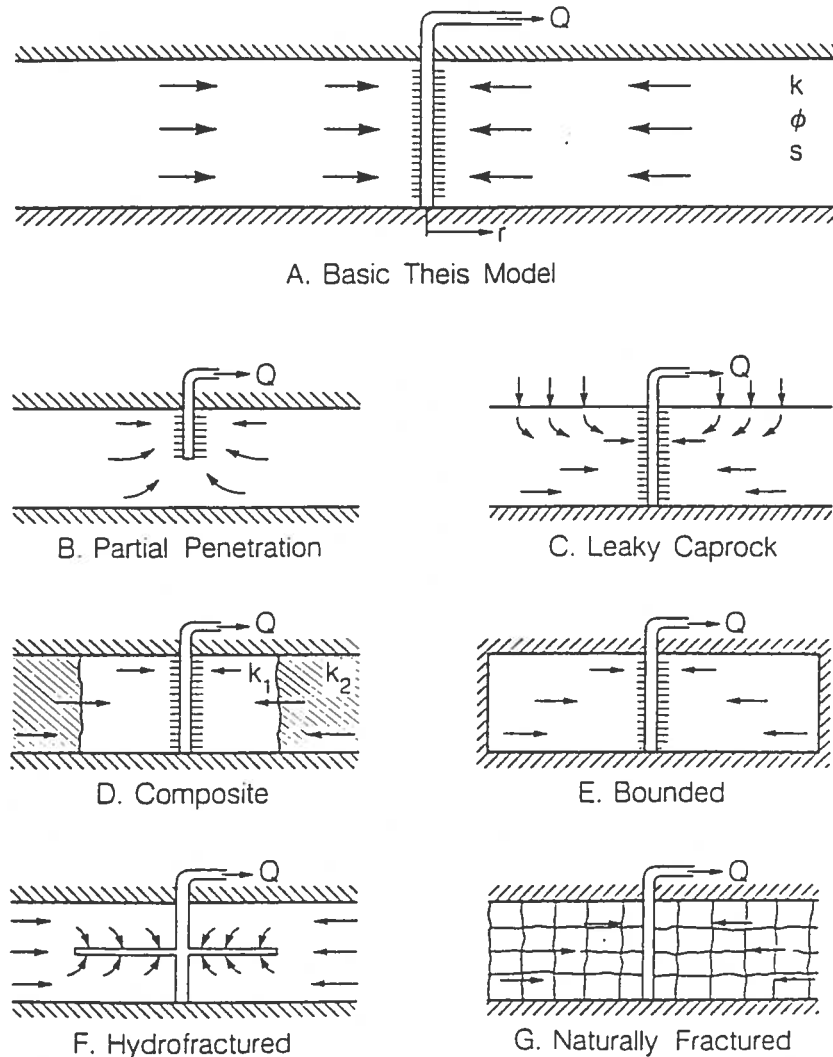 Q
k
ϕ
s
r
A. Basic Theis Model
Q
B. Partial Penetration
Q
C. Leaky Caprock
Q
k₁ k₂
D. Composite
Q
E. Bounded
Q
F. Hydrofractured
Q
G. Naturally Fractured